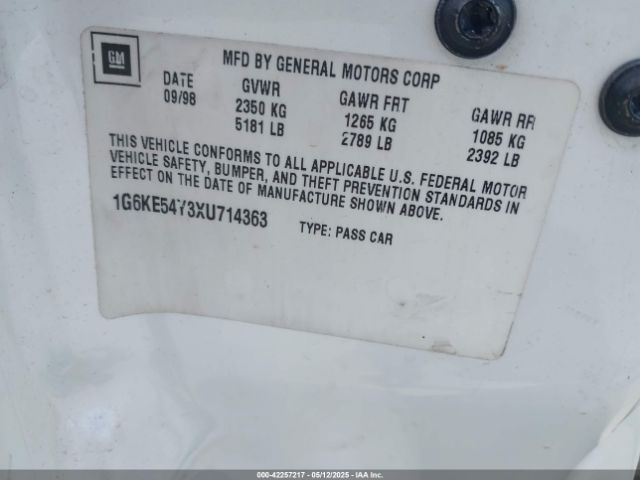 GM
MFD BY GENERAL MOTORS CORP
DATE GVWR GAWR FRT GAWR RR
09/98 2350 KG 1265 KG 1085 KG
5181 LB 2789 LB 2392 LB
THIS VEHICLE CONFORMS TO ALL APPLICABLE U.S. FEDERAL MOTOR
VEHICLE SAFETY, BUMPER, AND THEFT PREVENTION STANDARDS IN
EFFECT ON THE DATE OF MANUFACTURE SHOWN ABOVE.
1G6KE54Y3XU714363 TYPE: PASS CAR
000-42257217 - 05/12/2025 - IAA Inc.